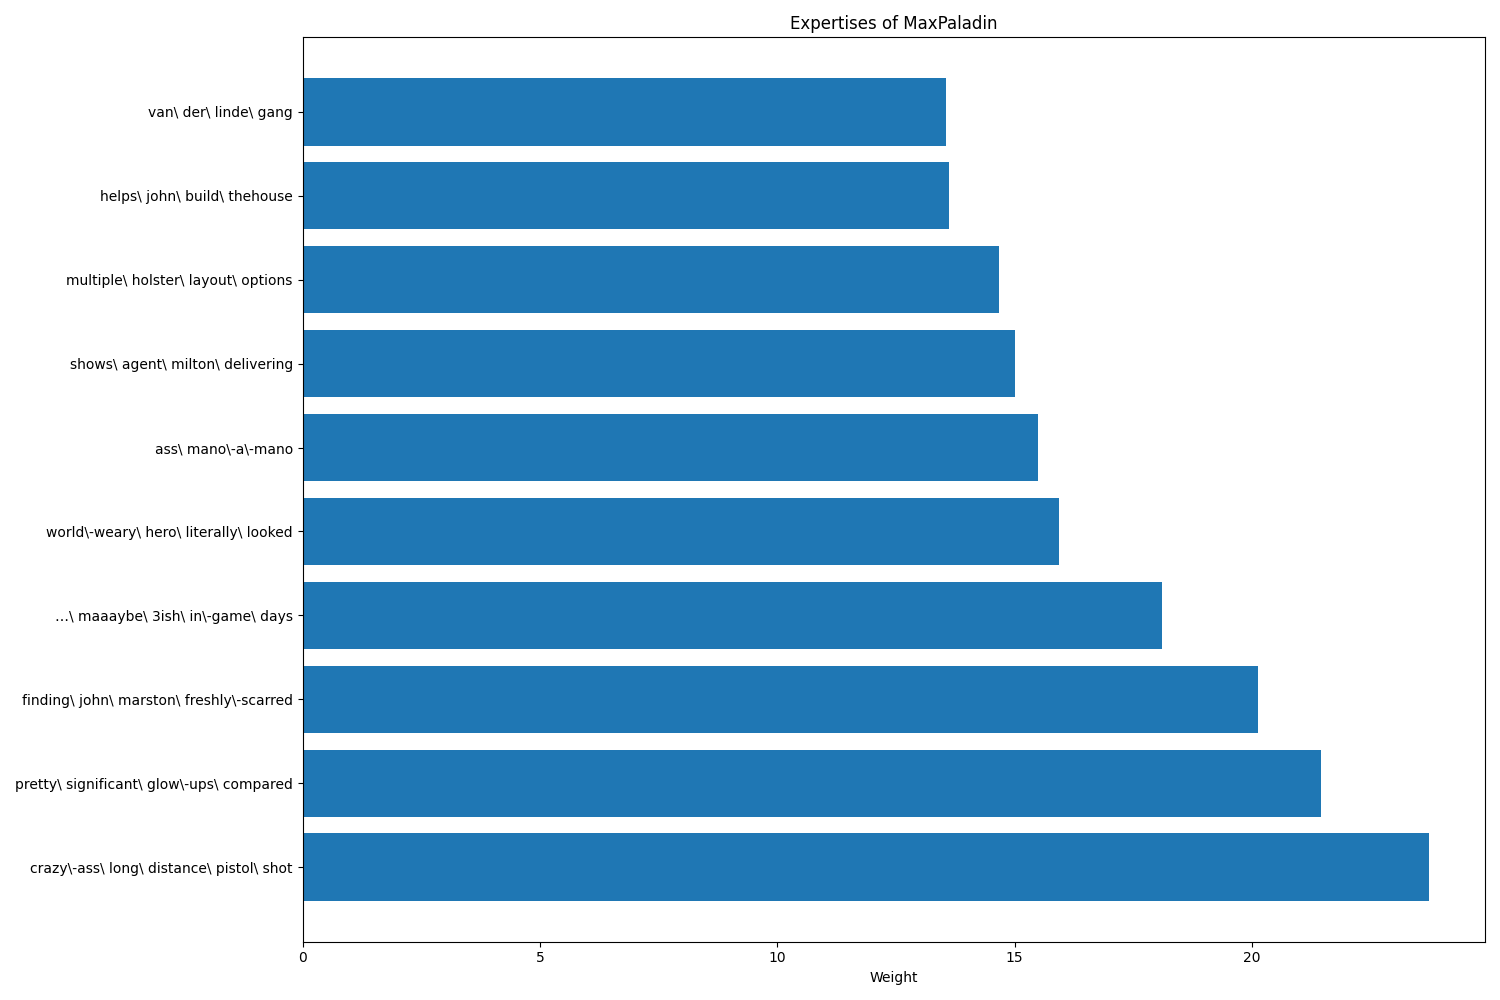 Expertises of MaxPaladin
van\ der\ linde\ gang
helps\ john\ build\ thehouse
multiple\ holster\ layout\ options
shows\ agent\ milton\ delivering
ass\ mano\-a\-mano
world\-weary\ hero\ literally\ looked
…\ maaaybe\ 3ish\ in\-game\ days
finding\ john\ marston\ freshly\-scarred
pretty\ significant\ glow\-ups\ compared
crazy\-ass\ long\ distance\ pistol\ shot
0 5 10 15 20
Weight